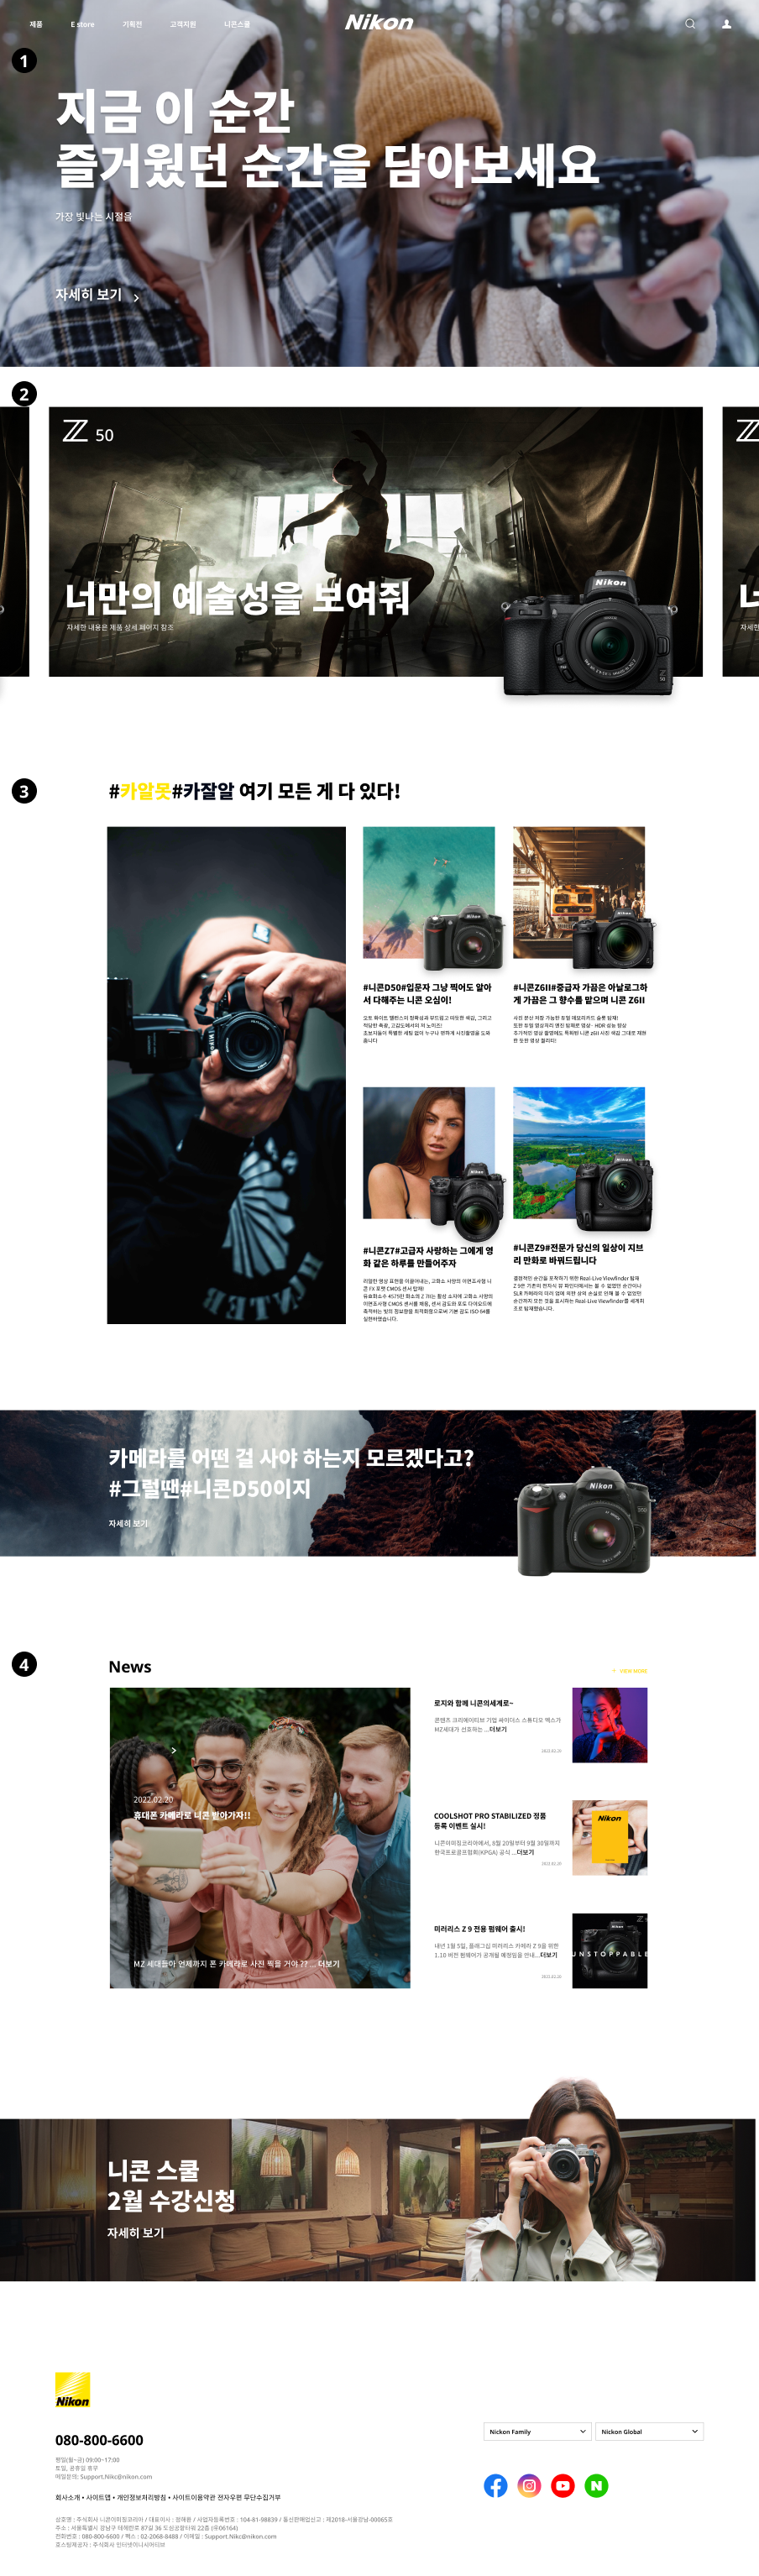 제품 E store 기획전 고객지원 니콘스쿨
Nikon
1
지금 이 순간
즐거웠던 순간을 담아보세요
가장 빛나는 시절을
자세히 보기
2
Z 50
너만의 예술성을 보여줘
자세한 내용은 제품 상세 페이지 참조
Nikon
3
#카알못#카잘알 여기 모든 게 다 있다!
#니콘D50#입문자 그냥 찍어도 알아
서 다해주는 니콘 오십이!
#니콘Z6II#중급자 가끔은 아날로그하
게 가끔은 그 향수를 맡으며 니콘 Z6II
#니콘Z7#고급자 사랑하는 그에게 영
화 같은 하루를 만들어주자
#니콘Z9#전문가 당신의 일상이 지브
리 만화로 바뀌드립니다
카메라를 어떤 걸 사야 하는지 모르겠다고?
#그럴땐#니콘D50이지
자세히 보기
Nikon
4
News
+ VIEW MORE
2022.02.20
휴대폰 카메라로 니콘 받아가자!!
MZ 세대들아 언제까지 폰 카메라로 사진 찍을 거야 ?? ... 더보기
로지와 함께 니콘의세계로~
콘텐츠 크리에이티브 기업 싸이더스 스튜디오 엑스가
MZ세대가 선호하는 ...더보기
COOLSHOT PRO STABILIZED 정품
등록 이벤트 실시!
니콘이미징코리아에서, 8월 20일부터 9월 30일까지
한국프로골프협회(KPGA) 공식 ...더보기
Nikon
미러리스 Z 9 전용 펌웨어 출시!
내년 1월 5일, 플래그십 미러리스 카메라 Z 9을 위한
1.10 버전 펌웨어가 공개될 예정임을 안내...더보기
UNSTOPPABLE
니콘 스쿨
2월 수강신청
자세히 보기
Nikon
080-800-6600
평일(월~금) 09:00~17:00
토일, 공휴일 휴무
메일문의: Support.Nikc@nikon.com
회사소개 • 사이트맵 • 개인정보처리방침 • 사이트이용약관 전자우편 무단수집거부
상호명 : 주식회사 니콘이미징코리아 / 대표이사 : 정해환 / 사업자등록번호 : 104-81-98839 / 통신판매업신고 : 제2018-서울강남-00065호
주소 : 서울특별시 강남구 테헤란로 87길 36 도심공항타워 22층 (우06164)
전화번호 : 080-800-6600 / 팩스 : 02-2068-8488 / 이메일 : Support.Nikc@nikon.com
호스팅제공자 : 주식회사 인터넷이니시어티브
Nickon Family
Nickon Global